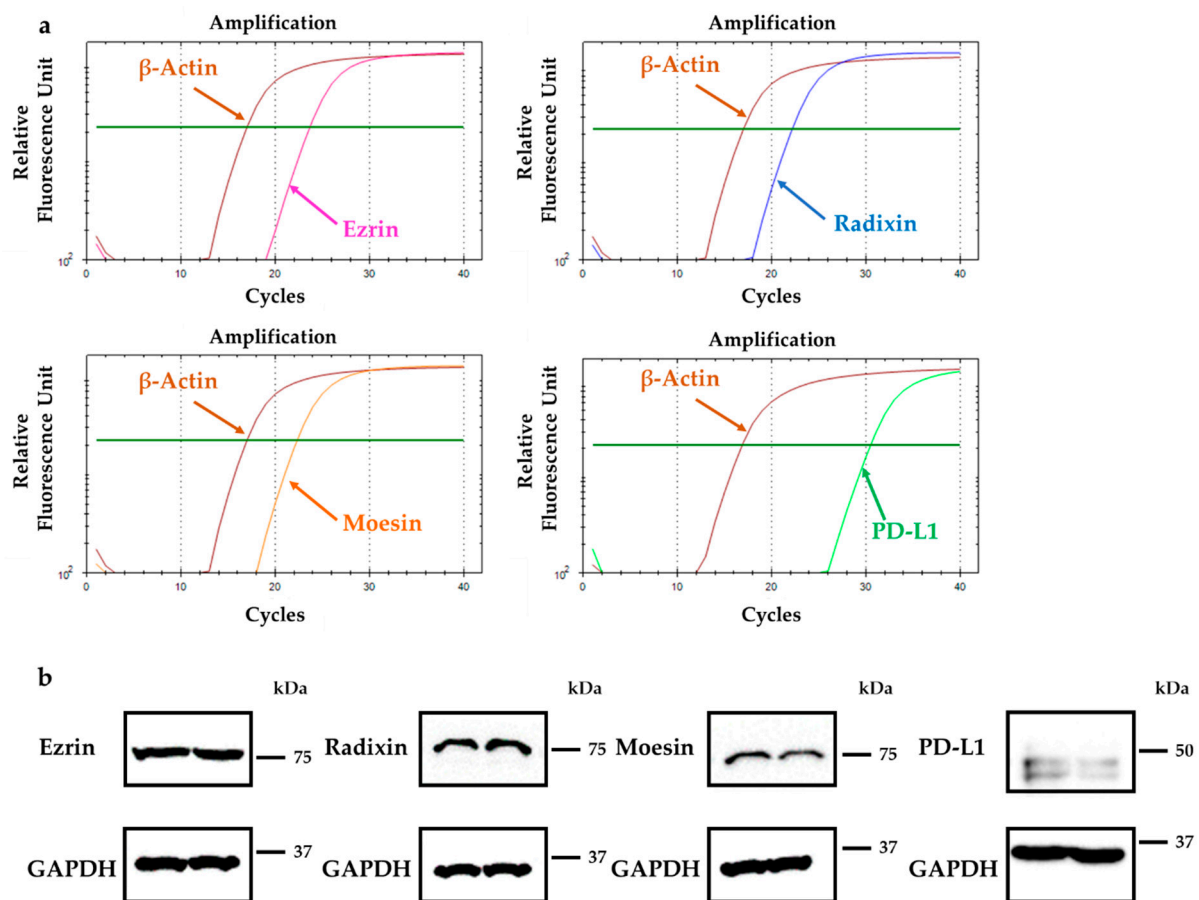 a
Amplification
Relative
Fluorescence Unit
β-Actin
Ezrin
10²
0 10 20 30 40
Cycles
Amplification
Relative
Fluorescence Unit
β-Actin
Radixin
10²
0 10 20 30 40
Cycles
Amplification
Relative
Fluorescence Unit
β-Actin
Moesin
10²
0 10 20 30 40
Cycles
Amplification
Relative
Fluorescence Unit
β-Actin
PD-L1
10²
0 10 20 30 40
Cycles
b
kDa kDa kDa kDa
Ezrin 75 Radixin 75 Moesin 75 PD-L1 50
GAPDH 37 GAPDH 37 GAPDH 37 GAPDH 37